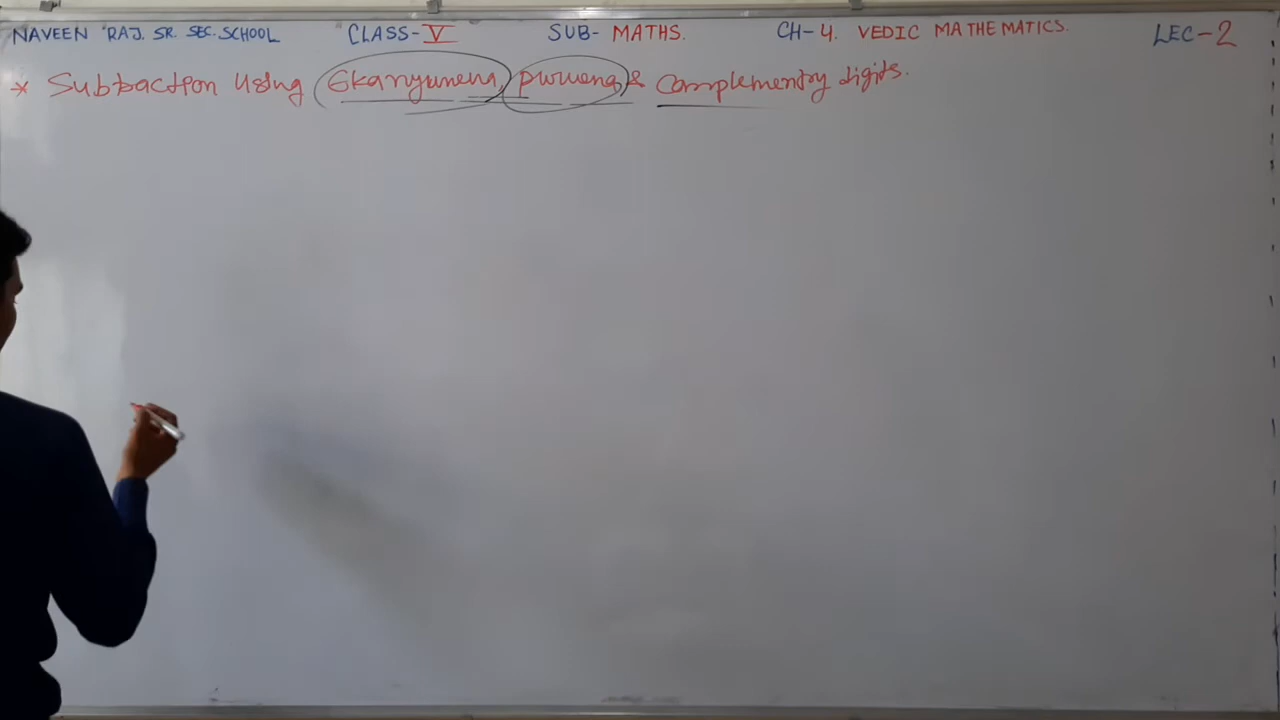 NAVEEN RAJ. SR. SEC. SCHOOL CLASS-V SUB- MATHS. CH-4. VEDIC MATHEMATICS. LEC-2
* Subtraction Using Ekanyunena, purvena & Complementry digits.